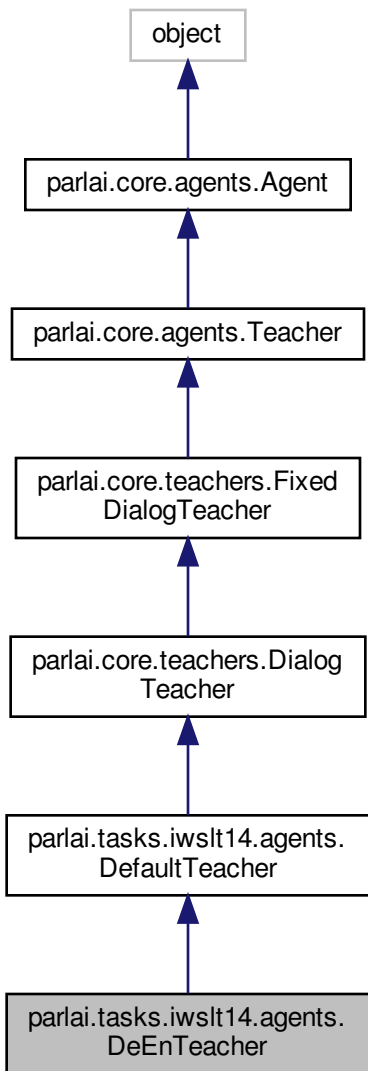 object
parlai.core.agents.Agent
parlai.core.agents.Teacher
parlai.core.teachers.Fixed
DialogTeacher
parlai.core.teachers.Dialog
Teacher
parlai.tasks.iwslt14.agents.
DefaultTeacher
parlai.tasks.iwslt14.agents.
DeEnTeacher